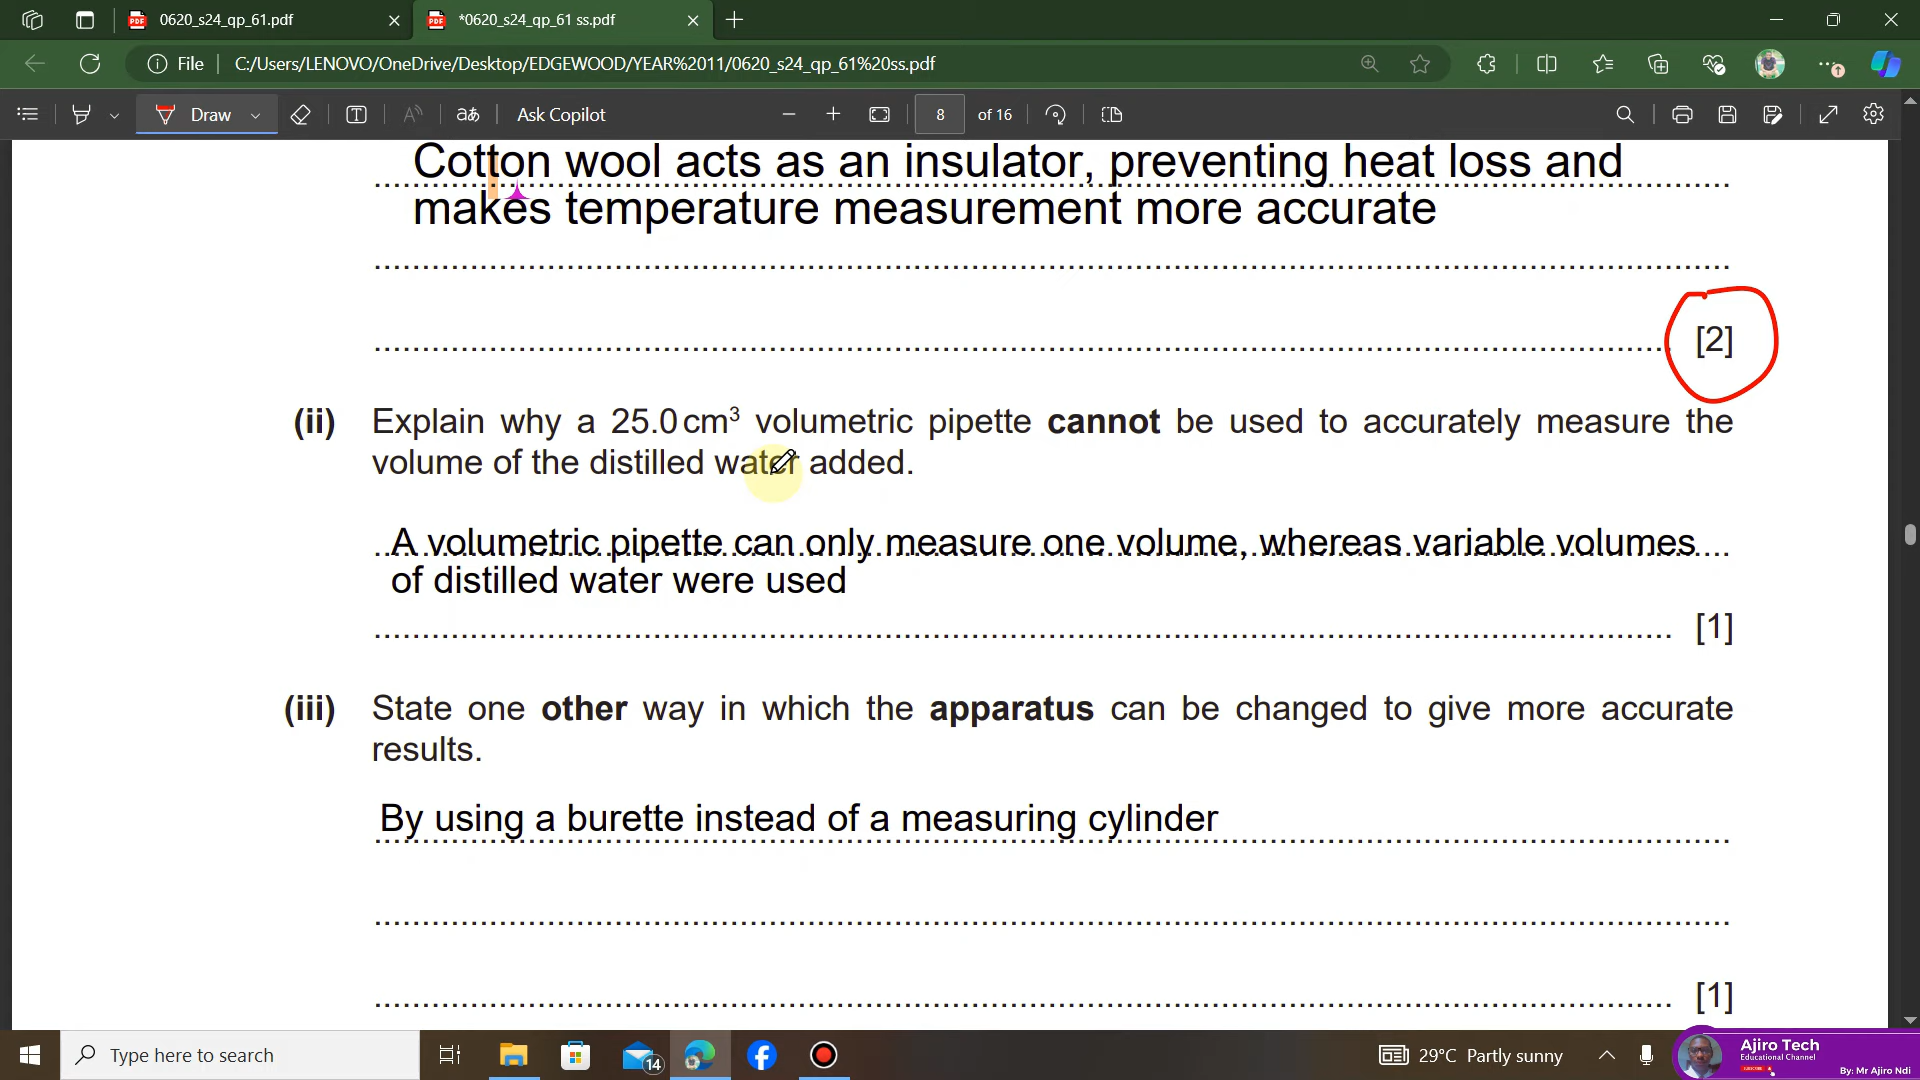 0620_s24_qp_61.pdf
*0620_s24_qp_61 ss.pdf
File
C:/Users/LENOVO/OneDrive/Desktop/EDGEWOOD/YEAR%2011/0620_s24_qp_61%20ss.pdf
Draw
Ask Copilot
8 of 16
Cotton wool acts as an insulator, preventing heat loss and
makes temperature measurement more accurate
[2]
(ii) Explain why a 25.0 cm³ volumetric pipette cannot be used to accurately measure the
volume of the distilled water added.
A volumetric pipette can only measure one volume, whereas variable volumes
of distilled water were used
[1]
(iii) State one other way in which the apparatus can be changed to give more accurate
results.
By using a burette instead of a measuring cylinder
[1]
Type here to search
14
29°C Partly sunny
Ajiro Tech
Educational Channel
SUBSCRIBE
By: Mr Ajiro Ndi